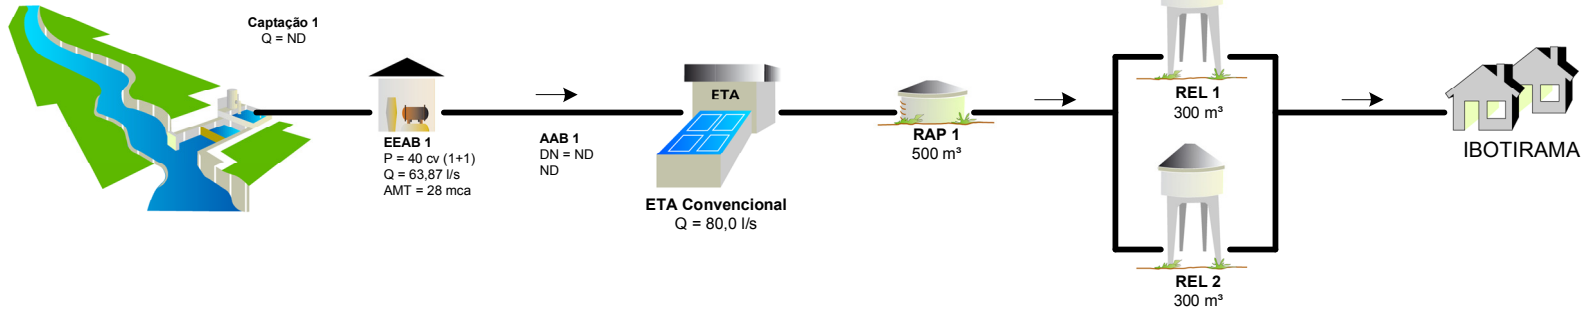 Captação 1
Q = ND
EEAB 1
P = 40 cv (1+1)
Q = 63,87 l/s
AMT = 28 mca
AAB 1
DN = ND
ND
ETA
ETA Convencional
Q = 80,0 l/s
RAP 1
500 m³
REL 1
300 m³
REL 2
300 m³
IBOTIRAMA